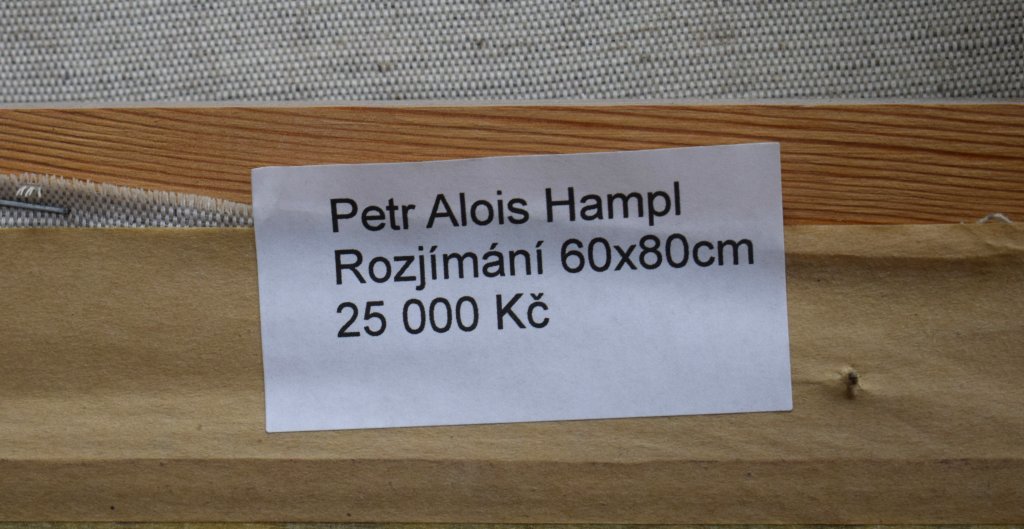 Petr Alois Hampl
Rozjímání 60x80cm
25 000 Kč